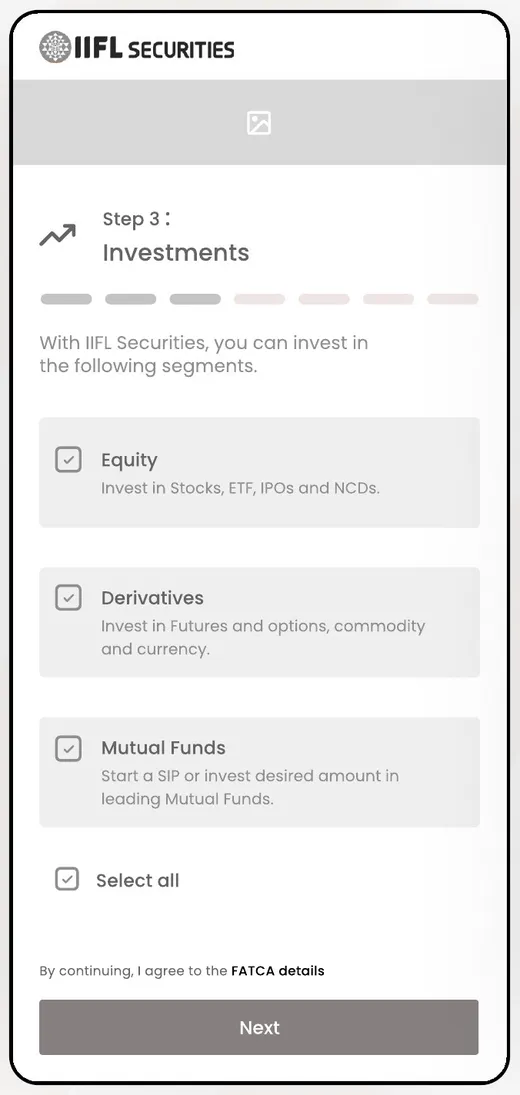 IIFL SECURITIES
Step 3 :
Investments
With IIFL Securities, you can invest in
the following segments.
Equity
Invest in Stocks, ETF, IPOs and NCDs.
Derivatives
Invest in Futures and options, commodity
and currency.
Mutual Funds
Start a SIP or invest desired amount in
leading Mutual Funds.
Select all
By continuing, I agree to the FATCA details
Next